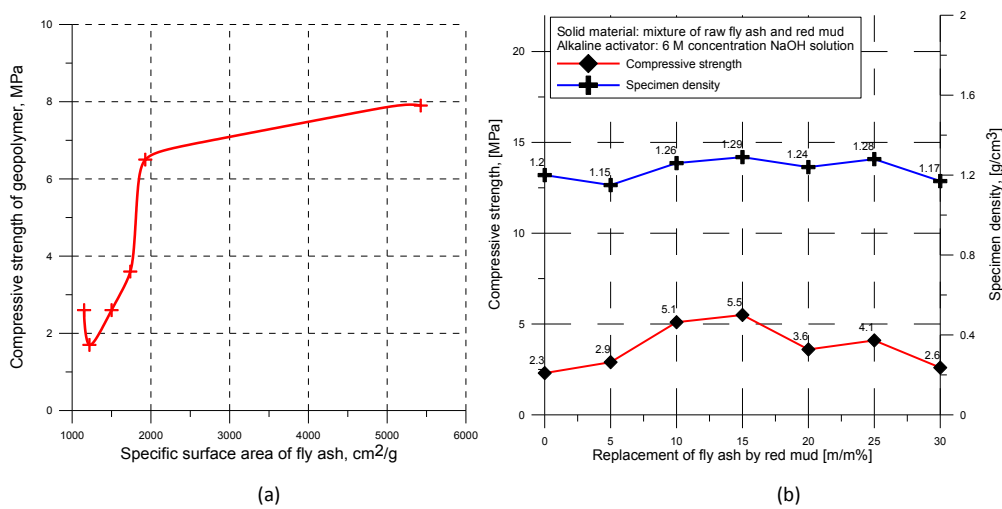 10
8
6
4
2
0
Compressive strength of geopolymer, MPa
1000 2000 3000 4000 5000 6000
Specific surface area of fly ash, cm2/g
(a)
Solid material: mixture of raw fly ash and red mud
Alkaline activator: 6 M concentration NaOH solution
Compressive strength
Specimen density
20
15
10
5
0
Compressive strength, [MPa]
1.2 1.15 1.26 1.29 1.24 1.28 1.17
2.3 2.9 5.1 5.5 3.6 4.1 2.6
2
1.6
1.2
0.8
0.4
0
Specimen density, [g/cm3]
0 5 10 15 20 25 30
Replacement of fly ash by red mud [m/m%]
(b)